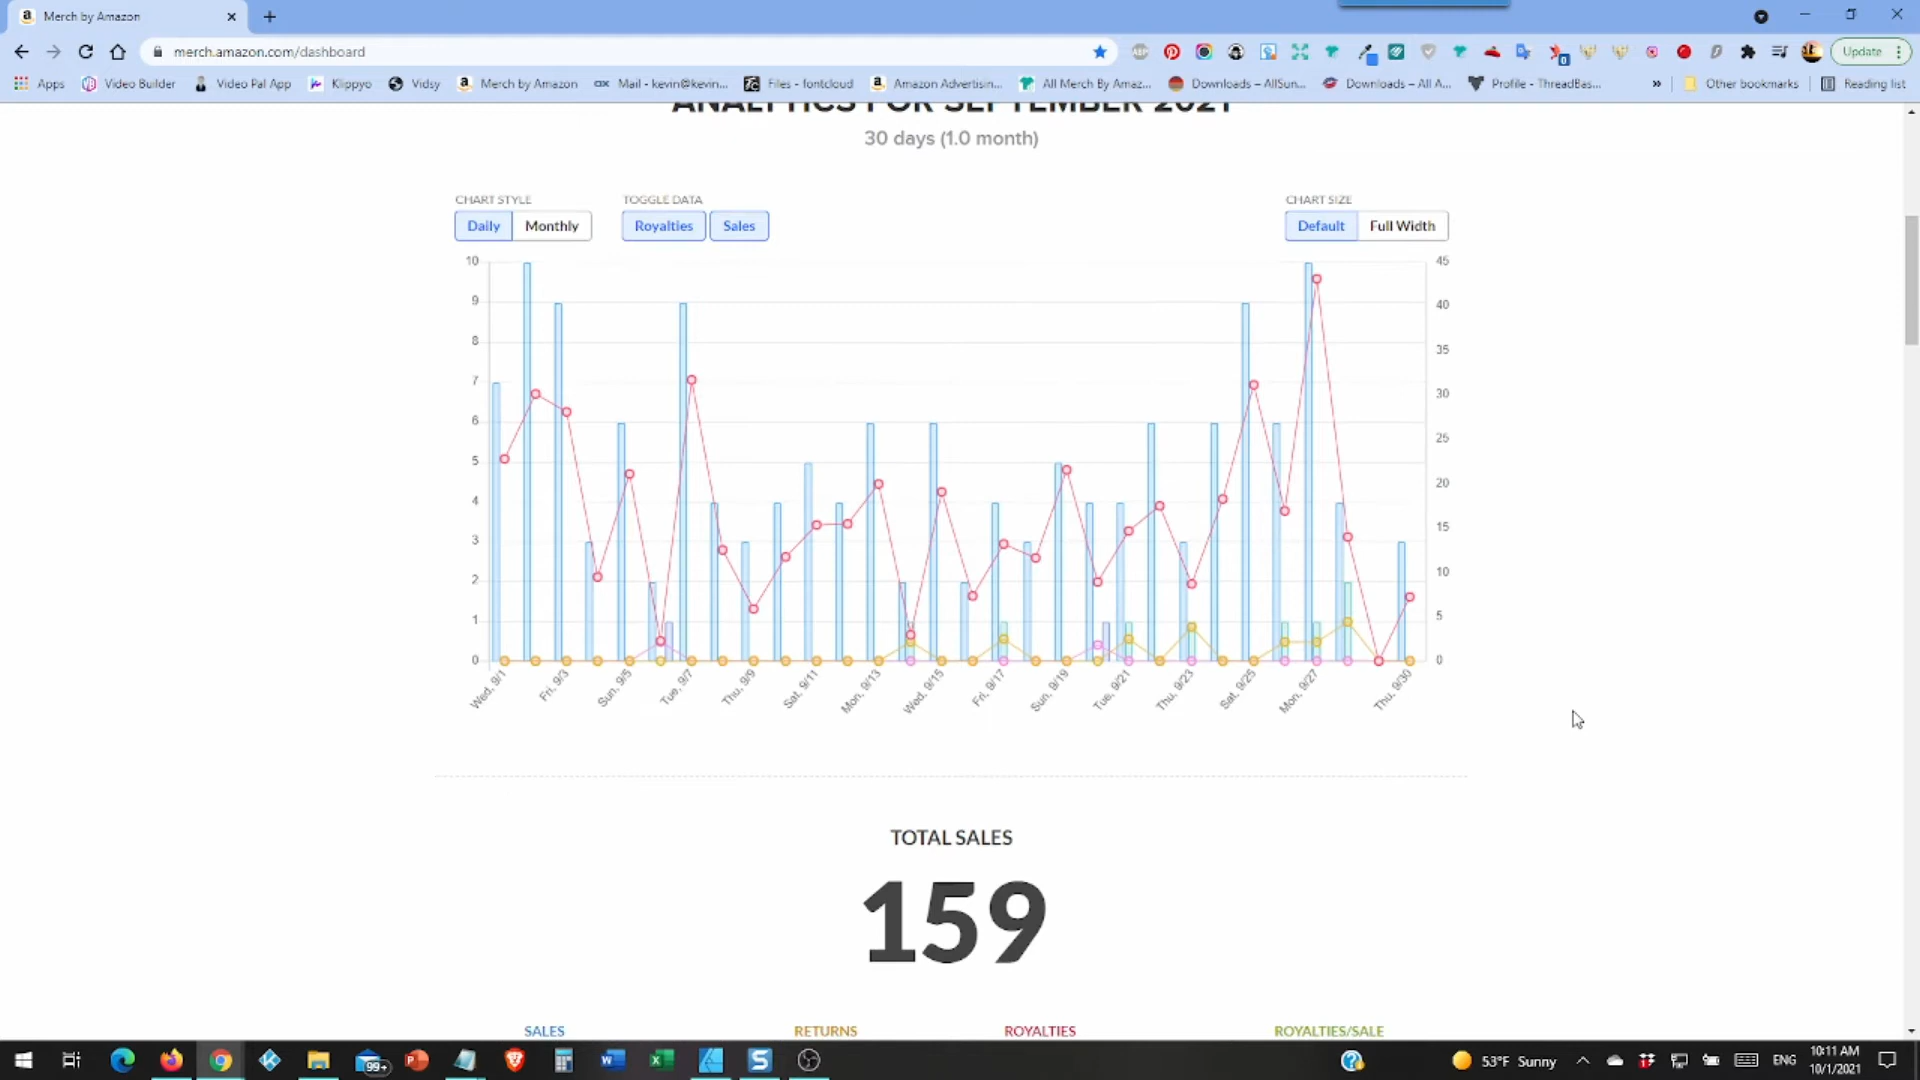 Merch by Amazon
merch.amazon.com/dashboard
Update
Apps Video Builder Video Pal App Klippyo Vidsy Merch by Amazon Mail - kevin@kevin... Files - fontcloud Amazon Advertisin... All Merch By Amaz... Downloads – AllSun... Downloads – All A... Profile - ThreadBas... » Other bookmarks Reading list
ANALYTICS FOR SEPTEMBER 2021
30 days (1.0 month)
CHART STYLE TOGGLE DATA CHART SIZE
Daily Monthly Royalties Sales Default Full Width
10 45
9 40
8 35
7 30
6 25
5 20
4 15
3 10
2 5
1 0
0
Wed, 9/1 Fri, 9/3 Sun, 9/5 Tue, 9/7 Thu, 9/9 Sat, 9/11 Mon, 9/13 Wed, 9/15 Fri, 9/17 Sun, 9/19 Tue, 9/21 Thu, 9/23 Sat, 9/25 Mon, 9/27 Thu, 9/30
TOTAL SALES
159
SALES RETURNS ROYALTIES ROYALTIES/SALE
99+ 53°F Sunny ENG 10:11 AM
10/1/2021